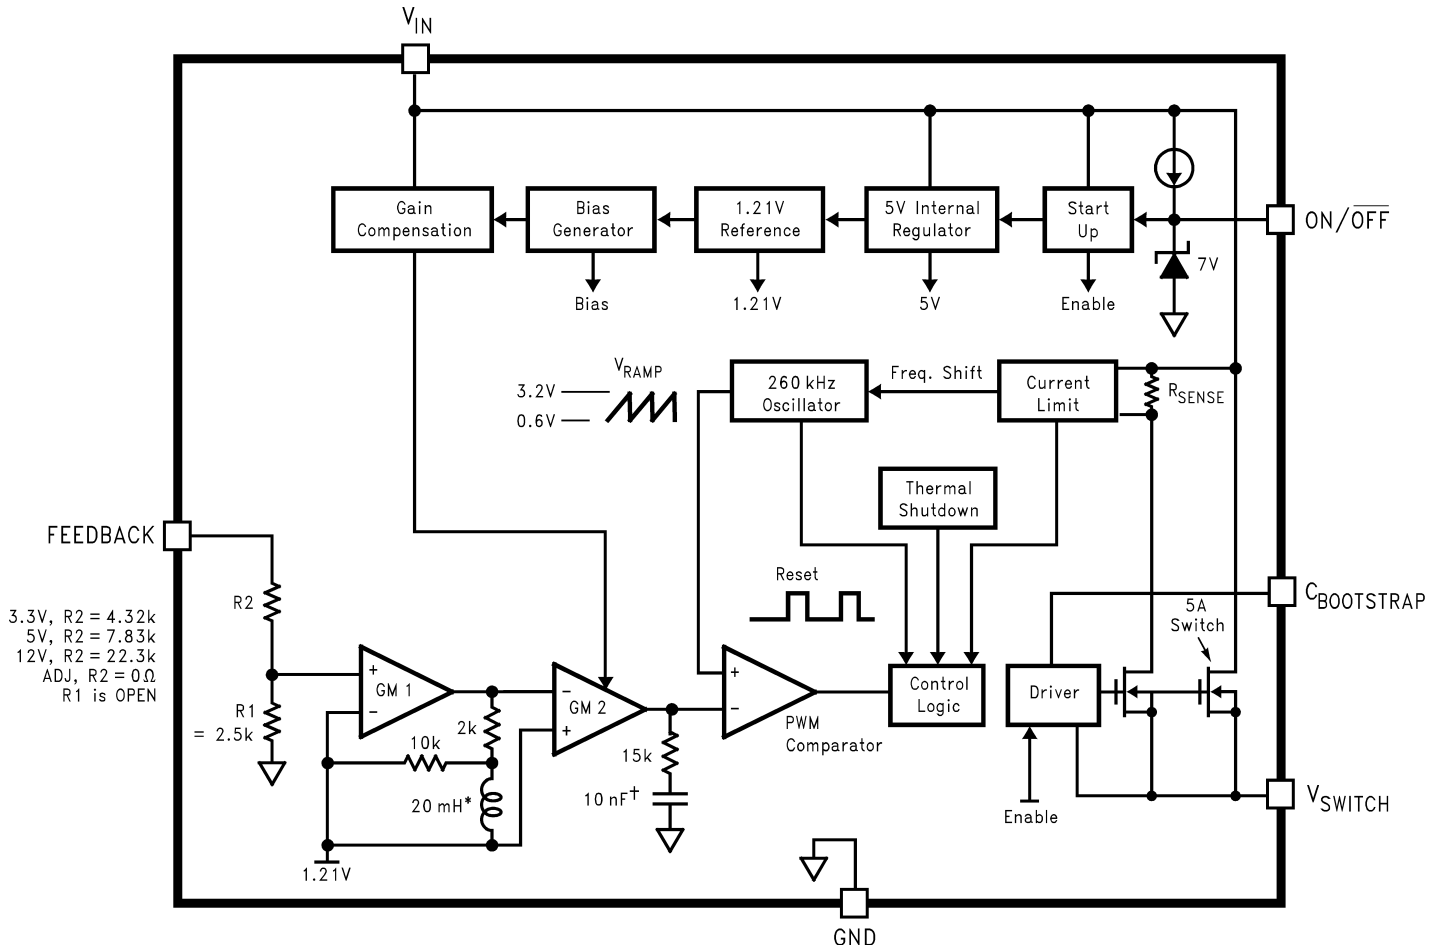 VIN
Gain
Compensation
Bias
Generator
1.21V
Reference
5V Internal
Regulator
Start
Up
ON/OFF
7V
Bias
1.21V
5V
Enable
VRAMP
3.2V
0.6V
260 kHz
Oscillator
Freq. Shift
Current
Limit
RSENSE
Thermal
Shutdown
FEEDBACK
Reset
CBOOTSTRAP
5A
Switch
R2
3.3V, R2 = 4.32k
5V, R2 = 7.83k
12V, R2 = 22.3k
ADJ, R2 = 0Ω
R1 is OPEN
R1
= 2.5k
+
GM 1
−
−
GM 2
+
+
−
PWM
Comparator
Control
Logic
Driver
2k
10k
20 mH*
15k
10 nF†
Enable
VSWITCH
1.21V
GND